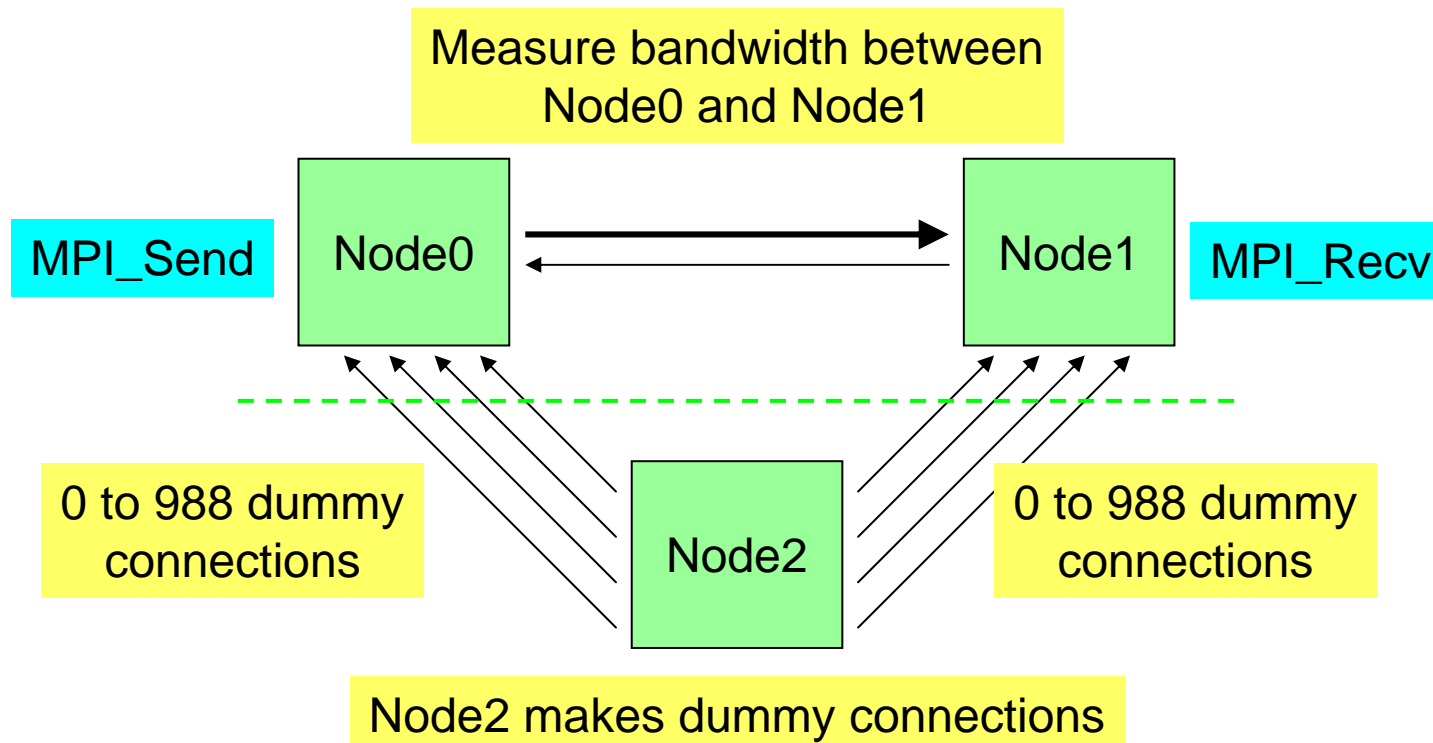 Measure bandwidth between
Node0 and Node1
MPI_Send
Node0
Node1
MPI_Recv
0 to 988 dummy
connections
Node2
0 to 988 dummy
connections
Node2 makes dummy connections